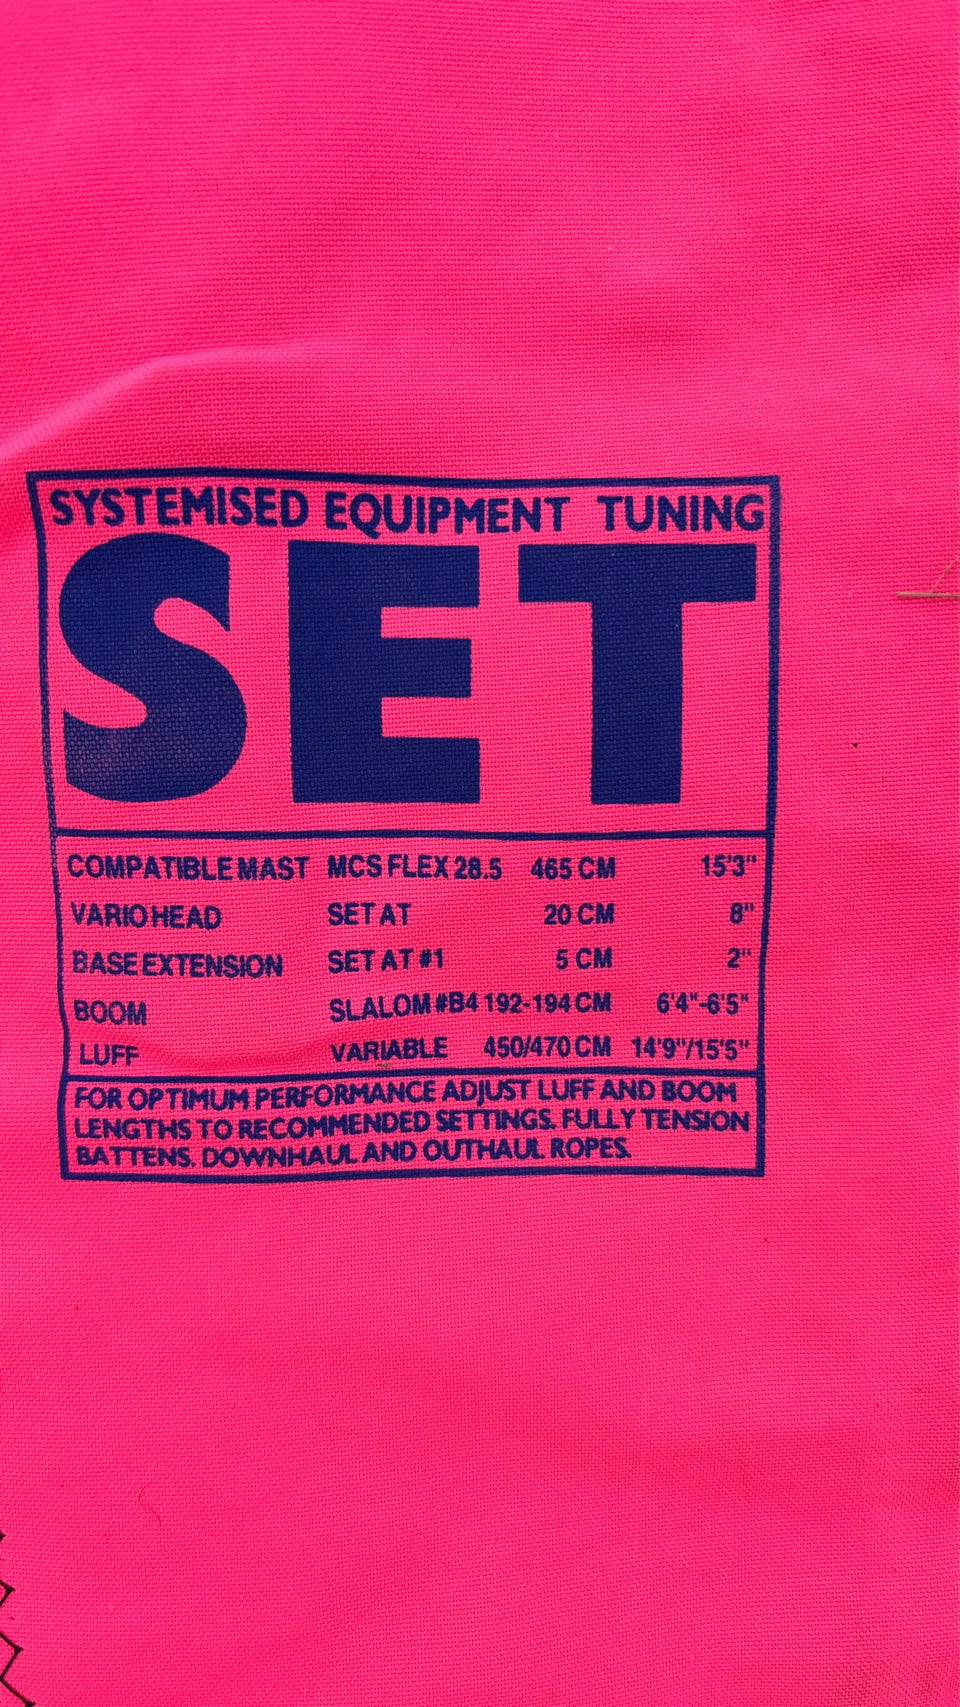 SYSTEMISED EQUIPMENT TUNING
SET
COMPATIBLE MAST MCS FLEX 28.5 465 CM 15'3"
VARIO HEAD SET AT 20 CM 8"
BASE EXTENSION SET AT #1 5 CM 2"
BOOM SLALOM #B4 192-194 CM 6'4"-6'5"
LUFF VARIABLE 450/470 CM 14'9"/15'5"
FOR OPTIMUM PERFORMANCE ADJUST LUFF AND BOOM
LENGTHS TO RECOMMENDED SETTINGS. FULLY TENSION
BATTENS. DOWNHAUL AND OUTHAUL ROPES.